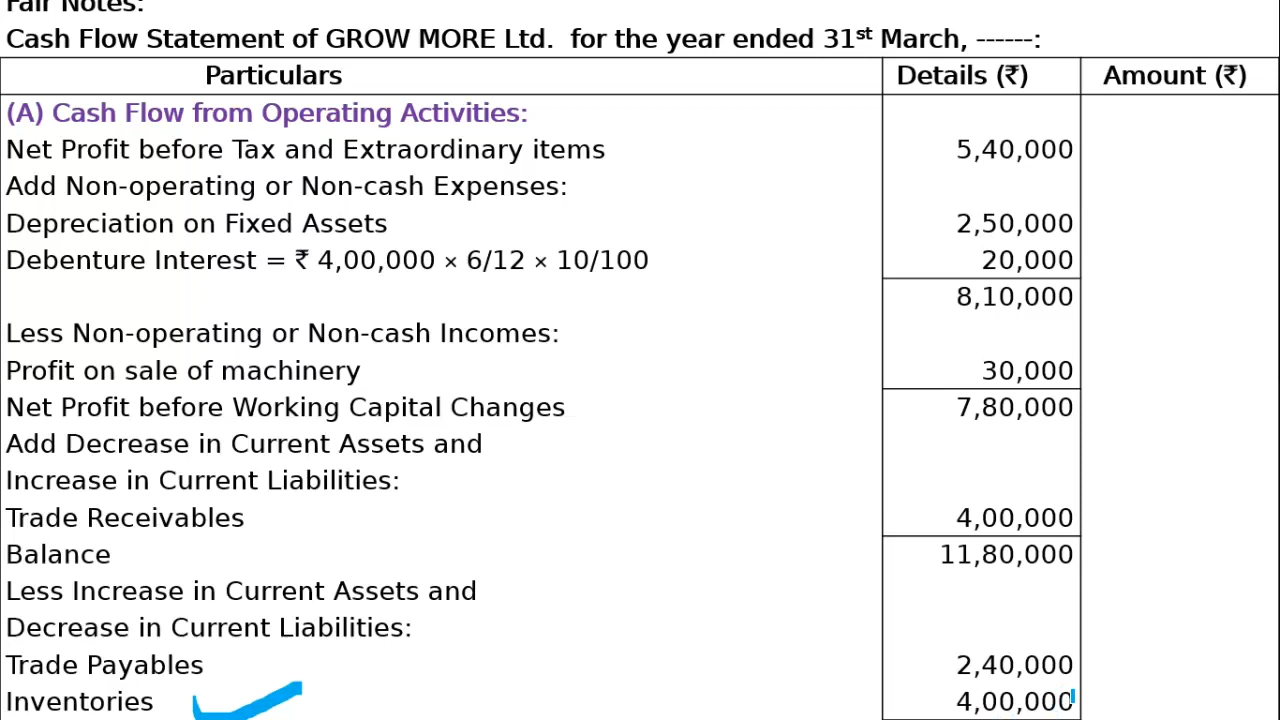 Fair Notes:
Cash Flow Statement of GROW MORE Ltd. for the year ended 31st March, ------:
Particulars Details (₹) Amount (₹)
(A) Cash Flow from Operating Activities:
Net Profit before Tax and Extraordinary items 5,40,000
Add Non-operating or Non-cash Expenses:
Depreciation on Fixed Assets 2,50,000
Debenture Interest = ₹ 4,00,000 × 6/12 × 10/100 20,000
8,10,000
Less Non-operating or Non-cash Incomes:
Profit on sale of machinery 30,000
Net Profit before Working Capital Changes 7,80,000
Add Decrease in Current Assets and
Increase in Current Liabilities:
Trade Receivables 4,00,000
Balance 11,80,000
Less Increase in Current Assets and
Decrease in Current Liabilities:
Trade Payables 2,40,000
Inventories 4,00,000